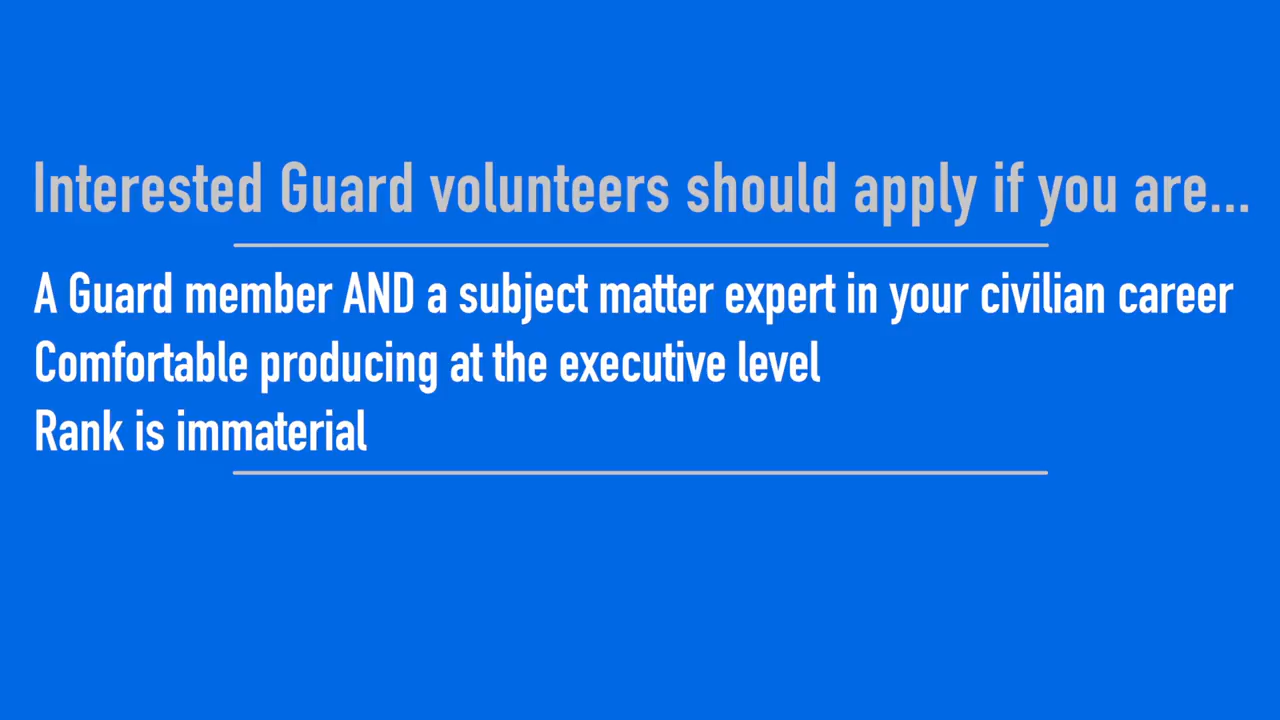 Interested Guard volunteers should apply if you are...
A Guard member AND a subject matter expert in your civilian career
Comfortable producing at the executive level
Rank is immaterial